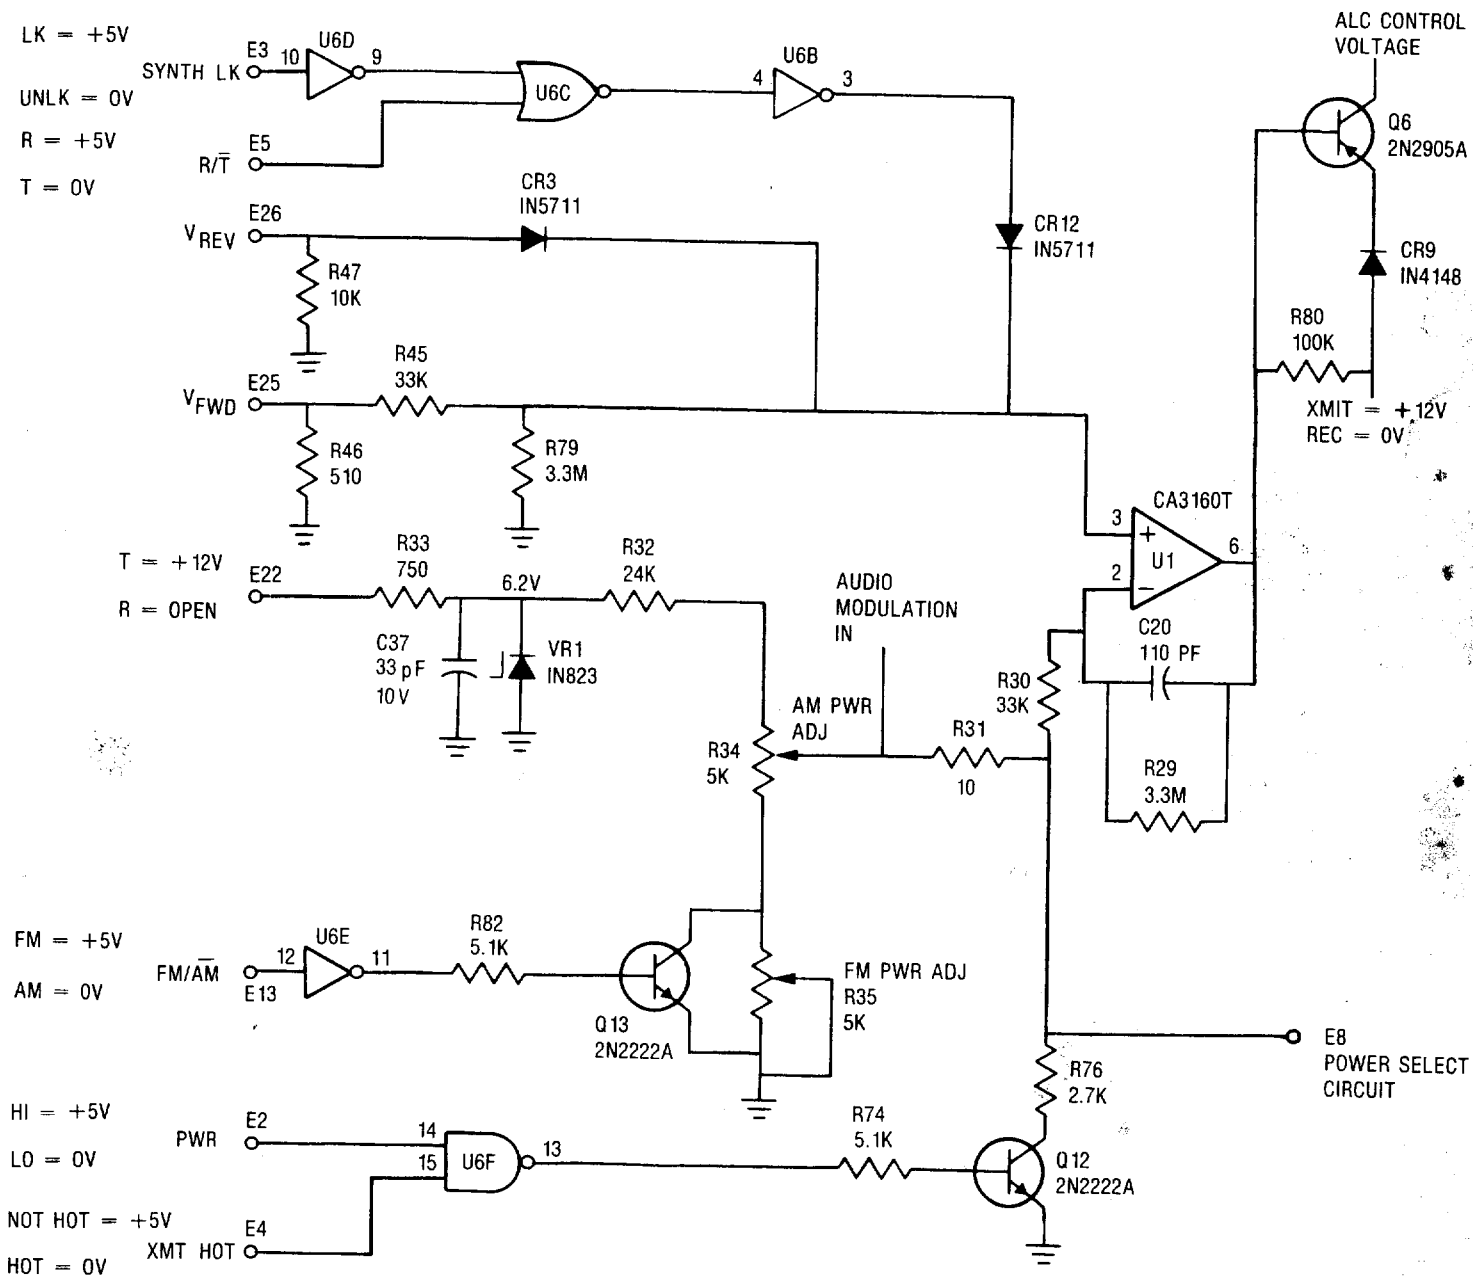 LK = +5V
UNLK = 0V
R = +5V
T = 0V
SYNTH LK
E3
10
U6D
9
U6C
4
U6B
3
R/T̅
E5
ALC CONTROL
VOLTAGE
Q6
2N2905A
CR9
IN4148
R80
100K
XMIT = +12V
REC = 0V
V REV
E26
CR3
IN5711
CR12
IN5711
R47
10K
V FWD
E25
R45
33K
R46
510
R79
3.3M
CA3160T
3
+
U1
2
−
6
T = +12V
R = OPEN
E22
R33
750
6.2V
R32
24K
C37
33 pF
10V
VR1
IN823
AUDIO
MODULATION
IN
C20
110 PF
R30
33K
R29
3.3M
R34
5K
AM PWR
ADJ
R31
10
FM = +5V
AM = 0V
FM/A̅M̅
E13
12
U6E
11
R82
5.1K
Q13
2N2222A
FM PWR ADJ
R35
5K
E8
POWER SELECT
CIRCUIT
R76
2.7K
HI = +5V
LO = 0V
PWR
E2
14
15
U6F
13
R74
5.1K
Q12
2N2222A
NOT HOT = +5V
HOT = 0V
XMT HOT
E4